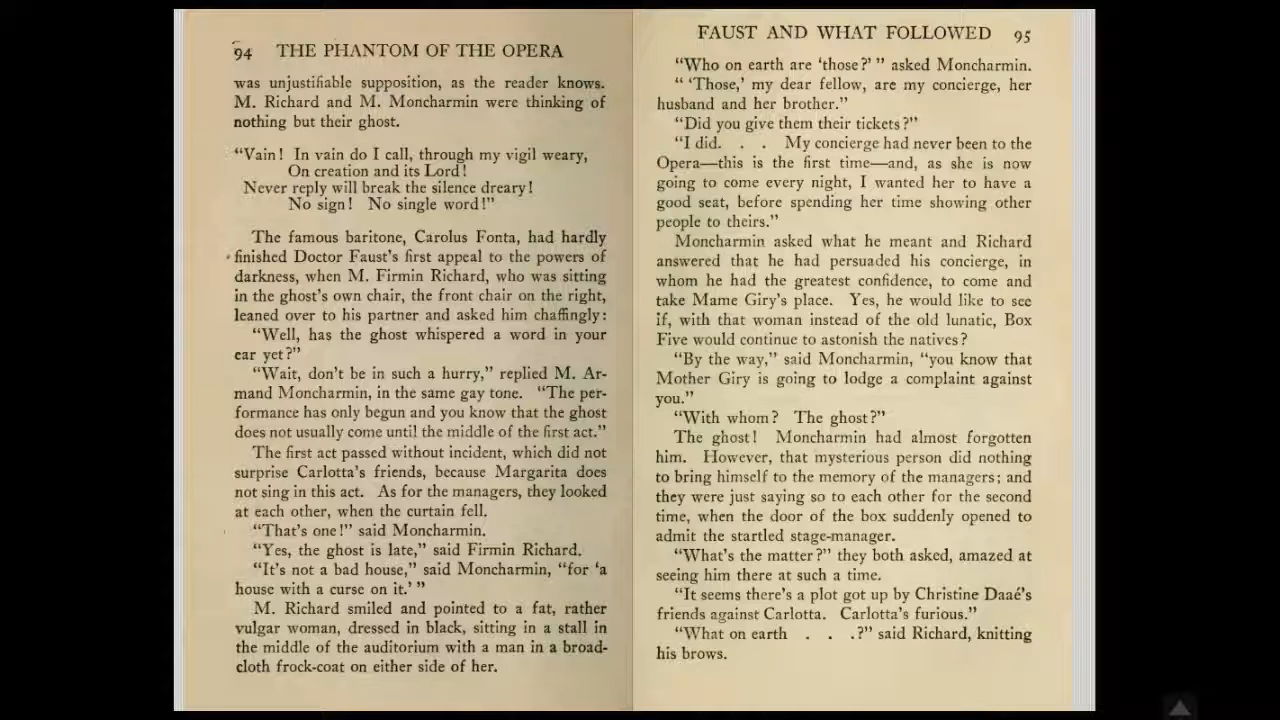 94 THE PHANTOM OF THE OPERA
was unjustifiable supposition, as the reader knows.
M. Richard and M. Moncharmin were thinking of
nothing but their ghost.
“Vain! In vain do I call, through my vigil weary,
On creation and its Lord!
Never reply will break the silence dreary!
No sign! No single word!”
The famous baritone, Carolus Fonta, had hardly
finished Doctor Faust's first appeal to the powers of
darkness, when M. Firmin Richard, who was sitting
in the ghost's own chair, the front chair on the right,
leaned over to his partner and asked him chaffingly:
“Well, has the ghost whispered a word in your
ear yet?”
“Wait, don't be in such a hurry,” replied M. Ar-
mand Moncharmin, in the same gay tone. “The per-
formance has only begun and you know that the ghost
does not usually come until the middle of the first act.”
The first act passed without incident, which did not
surprise Carlotta's friends, because Margarita does
not sing in this act. As for the managers, they looked
at each other, when the curtain fell.
“That's one!” said Moncharmin.
“Yes, the ghost is late,” said Firmin Richard.
“It's not a bad house,” said Moncharmin, “for ‘a
house with a curse on it.’ ”
M. Richard smiled and pointed to a fat, rather
vulgar woman, dressed in black, sitting in a stall in
the middle of the auditorium with a man in a broad-
cloth frock-coat on either side of her.
FAUST AND WHAT FOLLOWED 95
“Who on earth are ‘those?’ ” asked Moncharmin.
“ ‘Those,’ my dear fellow, are my concierge, her
husband and her brother.”
“Did you give them their tickets?”
“I did. . . My concierge had never been to the
Opera—this is the first time—and, as she is now
going to come every night, I wanted her to have a
good seat, before spending her time showing other
people to theirs.”
Moncharmin asked what he meant and Richard
answered that he had persuaded his concierge, in
whom he had the greatest confidence, to come and
take Mame Giry's place. Yes, he would like to see
if, with that woman instead of the old lunatic, Box
Five would continue to astonish the natives?
“By the way,” said Moncharmin, “you know that
Mother Giry is going to lodge a complaint against
you.”
“With whom? The ghost?”
The ghost! Moncharmin had almost forgotten
him. However, that mysterious person did nothing
to bring himself to the memory of the managers; and
they were just saying so to each other for the second
time, when the door of the box suddenly opened to
admit the startled stage-manager.
“What's the matter?” they both asked, amazed at
seeing him there at such a time.
“It seems there's a plot got up by Christine Daaé's
friends against Carlotta. Carlotta's furious.”
“What on earth . . .?” said Richard, knitting
his brows.